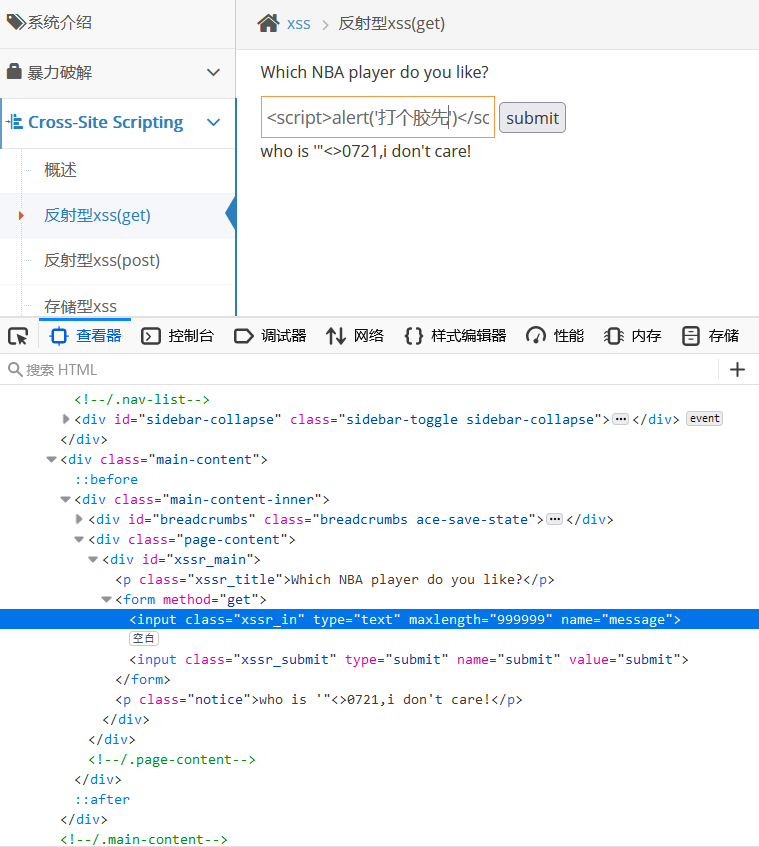 系统介绍
xss
反射型xss(get)
暴力破解
Cross-Site Scripting
概述
反射型xss(get)
反射型xss(post)
存储型xss
Which NBA player do you like?
<script>alert('打个胶先')</sc
submit
who is '"<>0721,i don't care!
查看器 控制台 调试器 网络 {} 样式编辑器 性能 内存 存储
搜索 HTML
+
<!--/.nav-list-->
<div id="sidebar-collapse" class="sidebar-toggle sidebar-collapse">...</div> event
</div>
<div class="main-content">
::before
<div class="main-content-inner">
<div id="breadcrumbs" class="breadcrumbs ace-save-state">...</div>
<div class="page-content">
<div id="xssr_main">
<p class="xssr_title">Which NBA player do you like?</p>
<form method="get">
<input class="xssr_in" type="text" maxlength="999999" name="message">
空白
<input class="xssr_submit" type="submit" name="submit" value="submit">
</form>
<p class="notice">who is '"<>0721,i don't care!</p>
</div>
</div>
<!--/.page-content-->
</div>
::after
</div>
<!--/.main-content-->